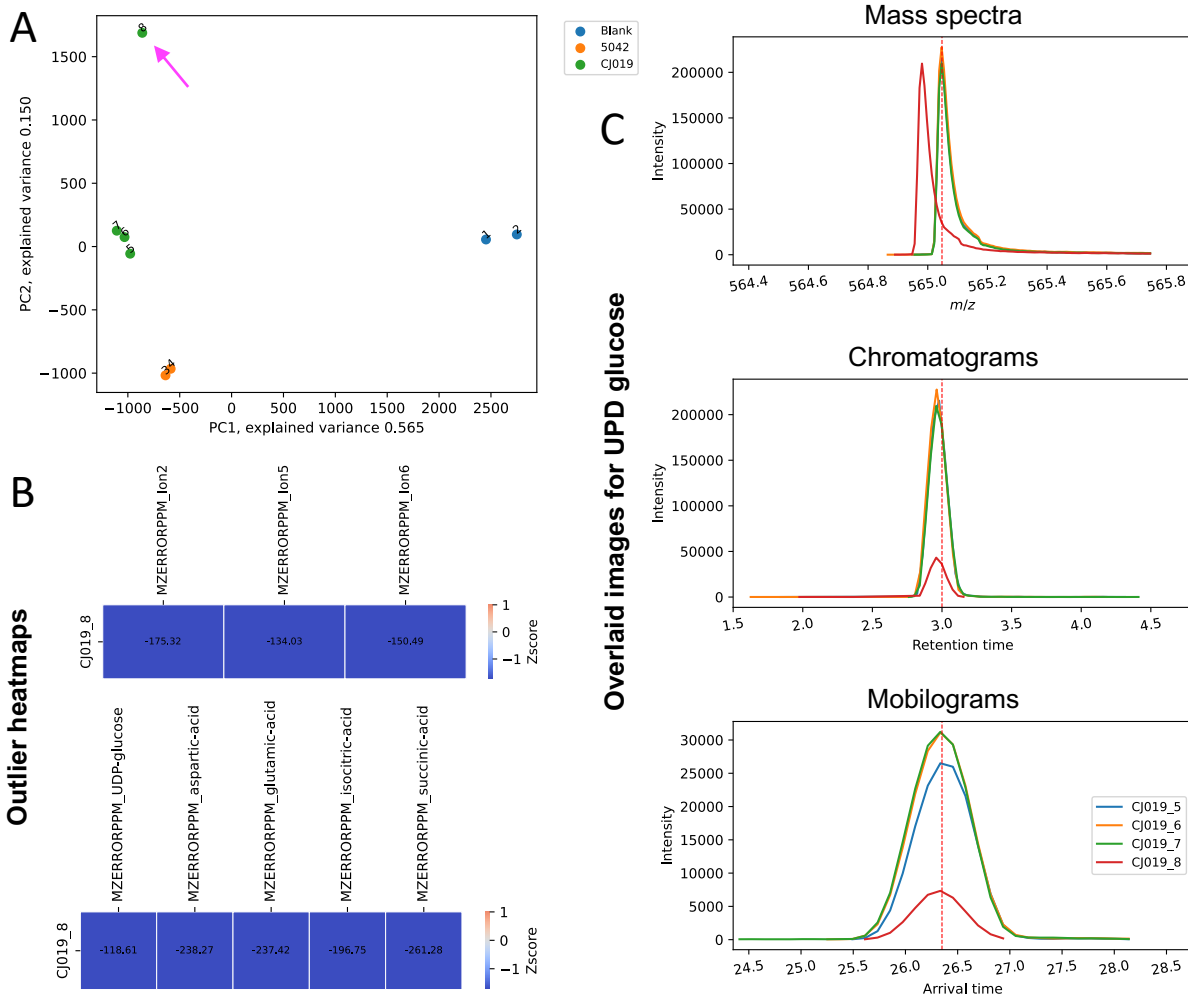 A
Blank
5042
CJ019
8
7
6
5
1
2
3
4
1500
1000
500
0
−500
−1000
PC2, explained variance 0.150
−1000
−500
0
500
1000
1500
2000
2500
PC1, explained variance 0.565
B
Outlier heatmaps
MZERRORPPM_Ion2
MZERRORPPM_Ion5
MZERRORPPM_Ion6
CJ019_8
-175.32
-134.03
-150.49
1
0
−1
Zscore
MZERRORPPM_UDP-glucose
MZERRORPPM_aspartic-acid
MZERRORPPM_glutamic-acid
MZERRORPPM_isocitric-acid
MZERRORPPM_succinic-acid
CJ019_8
-118.61
-238.27
-237.42
-196.75
-261.28
1
0
−1
Zscore
C
Overlaid images for UPD glucose
Mass spectra
200000
150000
100000
50000
0
Intensity
564.4
564.6
564.8
565.0
565.2
565.4
565.6
565.8
m/z
Chromatograms
200000
150000
100000
50000
0
Intensity
1.5
2.0
2.5
3.0
3.5
4.0
4.5
Retention time
Mobilograms
30000
25000
20000
15000
10000
5000
0
Intensity
CJ019_5
CJ019_6
CJ019_7
CJ019_8
24.5
25.0
25.5
26.0
26.5
27.0
27.5
28.0
28.5
Arrival time